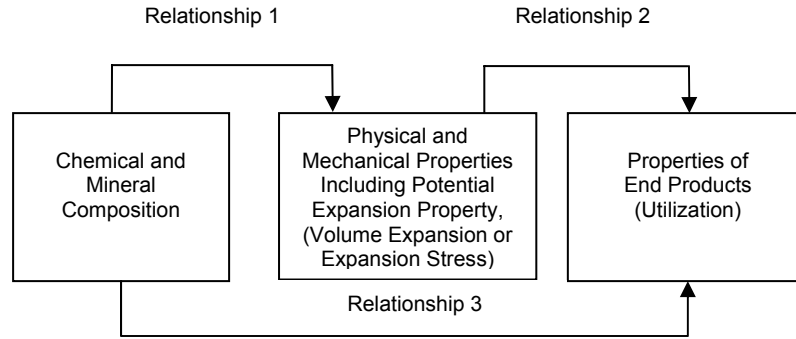 Relationship 1
Relationship 2
Chemical and
Mineral
Composition
Physical and
Mechanical Properties
Including Potential
Expansion Property,
(Volume Expansion or
Expansion Stress)
Properties of
End Products
(Utilization)
Relationship 3